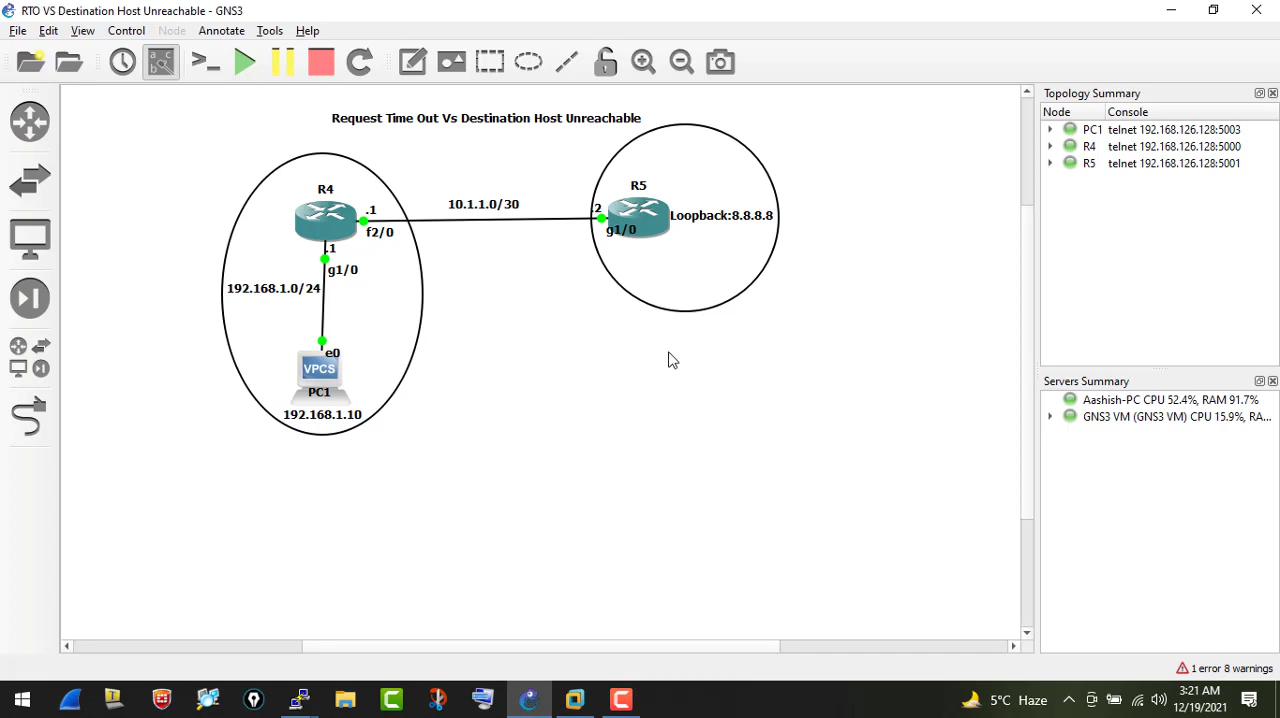 RTO VS Destination Host Unreachable - GNS3
File Edit View Control Node Annotate Tools Help
Request Time Out Vs Destination Host Unreachable
R4
.1
f2/0
10.1.1.0/30
.1
g1/0
192.168.1.0/24
e0
VPCS
PC1
192.168.1.10
R5
.2
g1/0
Loopback:8.8.8.8
Topology Summary
Node Console
PC1 telnet 192.168.126.128:5003
R4 telnet 192.168.126.128:5000
R5 telnet 192.168.126.128:5001
Servers Summary
Aashish-PC CPU 52.4%, RAM 91.7%
GNS3 VM (GNS3 VM) CPU 15.9%, RA...
1 error 8 warnings
5°C Haze
3:21 AM
12/19/2021